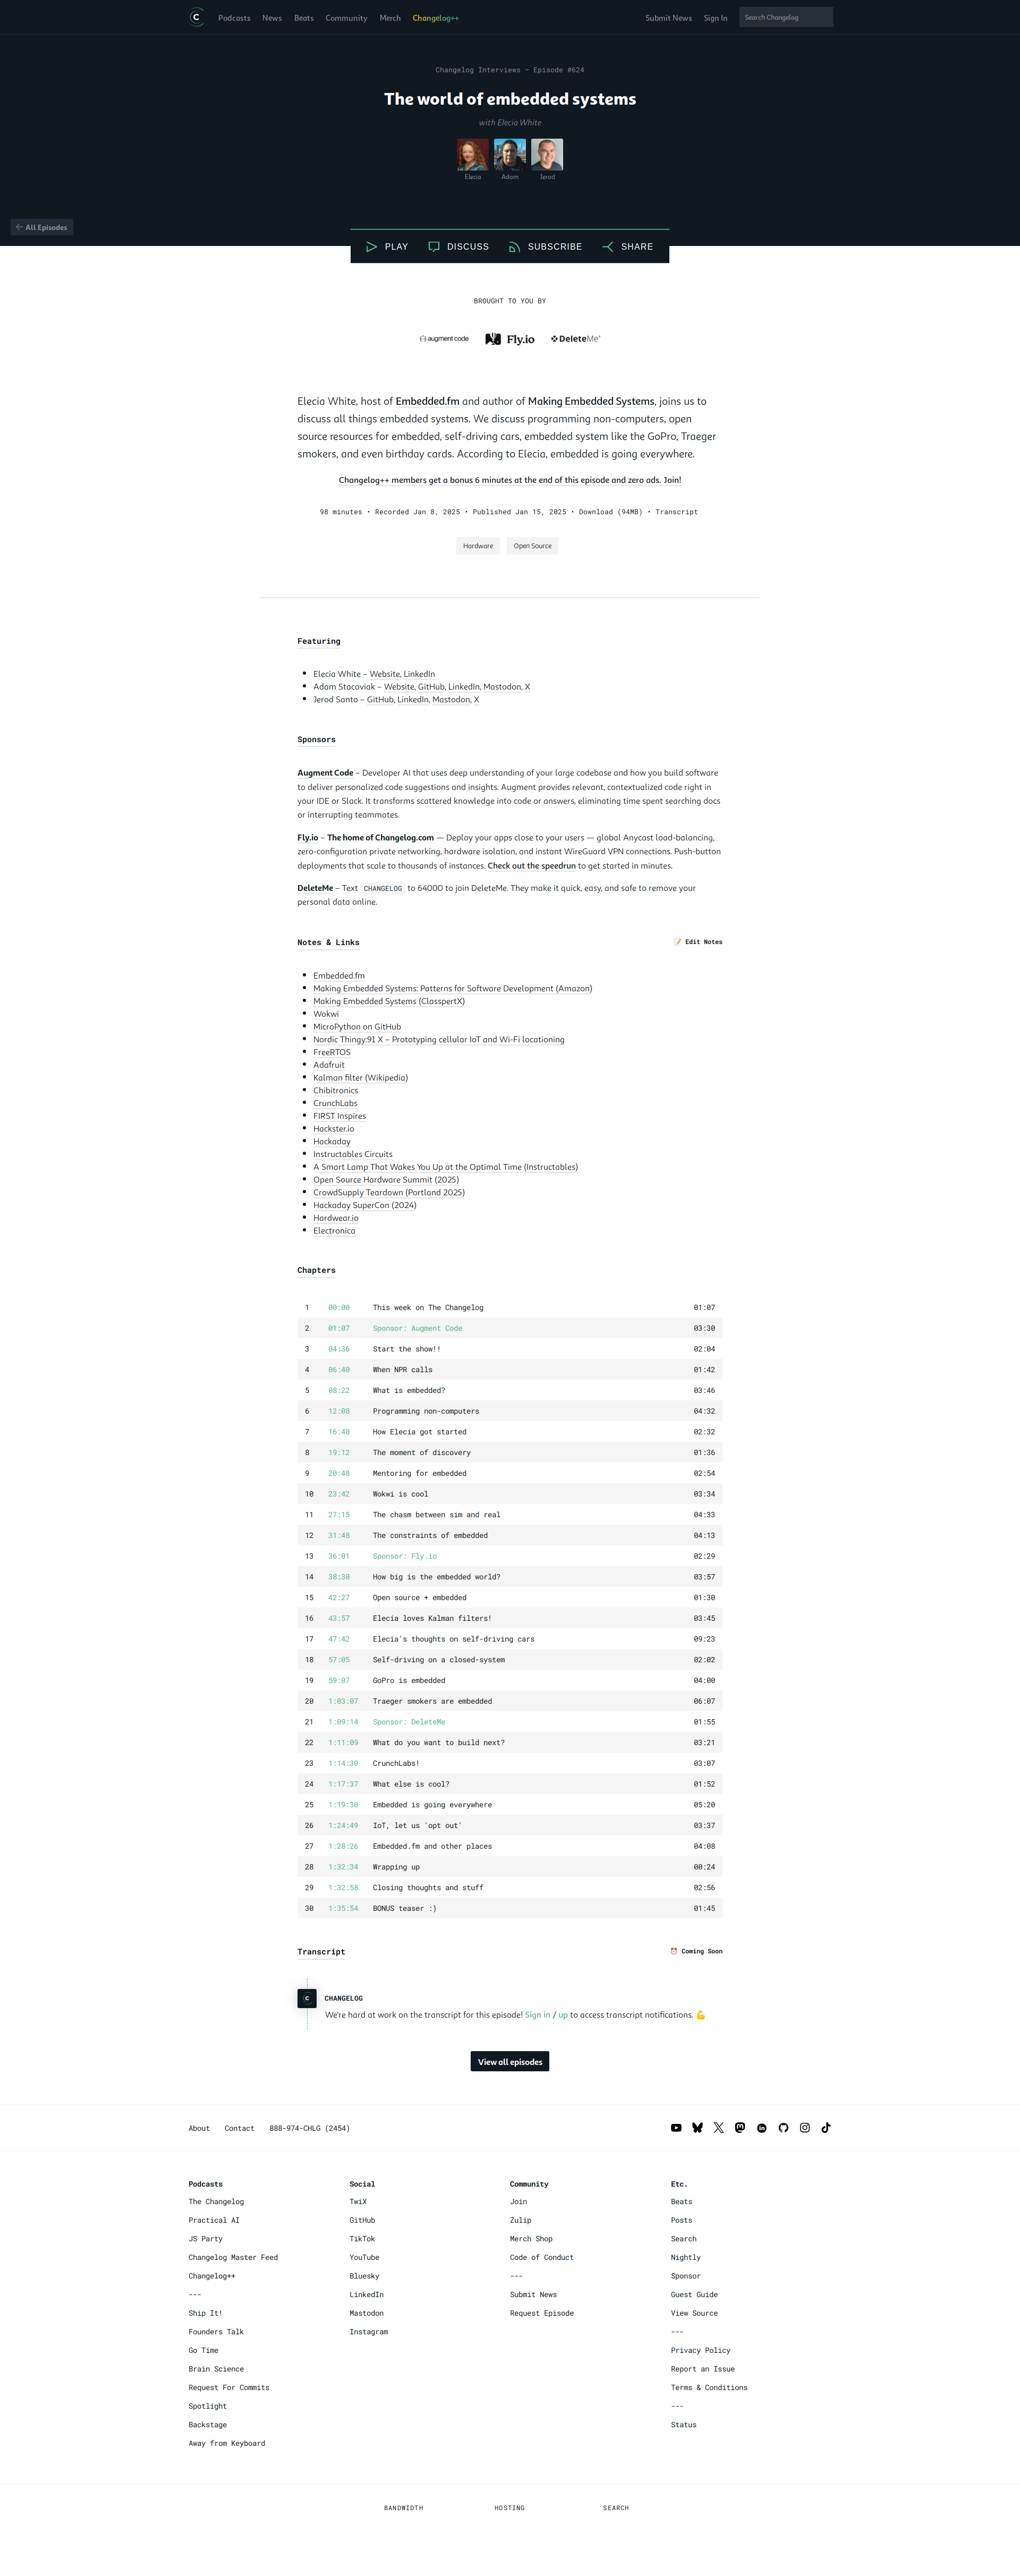 C Podcasts News Beats Community Merch Changelog++ Submit News Sign In Search Changelog
Changelog Interviews – Episode #624
The world of embedded systems
with Elecia White
Elecia Adam Jerod
All Episodes
PLAY DISCUSS SUBSCRIBE SHARE
BROUGHT TO YOU BY
augment code Fly.io DeleteMe
Elecia White, host of Embedded.fm and author of Making Embedded Systems, joins us to
discuss all things embedded systems. We discuss programming non-computers, open
source resources for embedded, self-driving cars, embedded system like the GoPro, Traeger
smokers, and even birthday cards. According to Elecia, embedded is going everywhere.
Changelog++ members get a bonus 6 minutes at the end of this episode and zero ads. Join!
98 minutes • Recorded Jan 8, 2025 • Published Jan 15, 2025 • Download (94MB) • Transcript
Hardware Open Source
Featuring
• Elecia White – Website, LinkedIn
• Adam Stacoviak – Website, GitHub, LinkedIn, Mastodon, X
• Jerod Santo – GitHub, LinkedIn, Mastodon, X
Sponsors
Augment Code – Developer AI that uses deep understanding of your large codebase and how you build software
to deliver personalized code suggestions and insights. Augment provides relevant, contextualized code right in
your IDE or Slack. It transforms scattered knowledge into code or answers, eliminating time spent searching docs
or interrupting teammates.
Fly.io – The home of Changelog.com — Deploy your apps close to your users — global Anycast load-balancing,
zero-configuration private networking, hardware isolation, and instant WireGuard VPN connections. Push-button
deployments that scale to thousands of instances. Check out the speedrun to get started in minutes.
DeleteMe – Text CHANGELOG to 64000 to join DeleteMe. They make it quick, easy, and safe to remove your
personal data online.
Notes & Links 📝 Edit Notes
• Embedded.fm
• Making Embedded Systems: Patterns for Software Development (Amazon)
• Making Embedded Systems (ClasspertX)
• Wokwi
• MicroPython on GitHub
• Nordic Thingy:91 X – Prototyping cellular IoT and Wi-Fi locationing
• FreeRTOS
• Adafruit
• Kalman filter (Wikipedia)
• Chibitronics
• CrunchLabs
• FIRST Inspires
• Hackster.io
• Hackaday
• Instructables Circuits
• A Smart Lamp That Wakes You Up at the Optimal Time (Instructables)
• Open Source Hardware Summit (2025)
• CrowdSupply Teardown (Portland 2025)
• Hackaday SuperCon (2024)
• Hardwear.io
• Electronica
Chapters
1 00:00 This week on The Changelog 01:07
2 01:07 Sponsor: Augment Code 03:30
3 04:36 Start the show!! 02:04
4 06:40 When NPR calls 01:42
5 08:22 What is embedded? 03:46
6 12:08 Programming non-computers 04:32
7 16:40 How Elecia got started 02:32
8 19:12 The moment of discovery 01:36
9 20:48 Mentoring for embedded 02:54
10 23:42 Wokwi is cool 03:34
11 27:15 The chasm between sim and real 04:33
12 31:48 The constraints of embedded 04:13
13 36:01 Sponsor: Fly.io 02:29
14 38:30 How big is the embedded world? 03:57
15 42:27 Open source + embedded 01:30
16 43:57 Elecia loves Kalman filters! 03:45
17 47:42 Elecia's thoughts on self-driving cars 09:23
18 57:05 Self-driving on a closed-system 02:02
19 59:07 GoPro is embedded 04:00
20 1:03:07 Traeger smokers are embedded 06:07
21 1:09:14 Sponsor: DeleteMe 01:55
22 1:11:09 What do you want to build next? 03:21
23 1:14:30 CrunchLabs! 03:07
24 1:17:37 What else is cool? 01:52
25 1:19:30 Embedded is going everywhere 05:20
26 1:24:49 IoT, let us 'opt out' 03:37
27 1:28:26 Embedded.fm and other places 04:08
28 1:32:34 Wrapping up 00:24
29 1:32:58 Closing thoughts and stuff 02:56
30 1:35:54 BONUS teaser :) 01:45
Transcript ⏰ Coming Soon
C CHANGELOG
We're hard at work on the transcript for this episode! Sign in / up to access transcript notifications. 💪
View all episodes
About Contact 888-974-CHLG (2454)
Podcasts
The Changelog
Practical AI
JS Party
Changelog Master Feed
Changelog++
---
Ship It!
Founders Talk
Go Time
Brain Science
Request For Commits
Spotlight
Backstage
Away from Keyboard
Social
TwiX
GitHub
TikTok
YouTube
Bluesky
LinkedIn
Mastodon
Instagram
Community
Join
Zulip
Merch Shop
Code of Conduct
---
Submit News
Request Episode
Etc.
Beats
Posts
Search
Nightly
Sponsor
Guest Guide
View Source
---
Privacy Policy
Report an Issue
Terms & Conditions
---
Status
BANDWIDTH HOSTING SEARCH